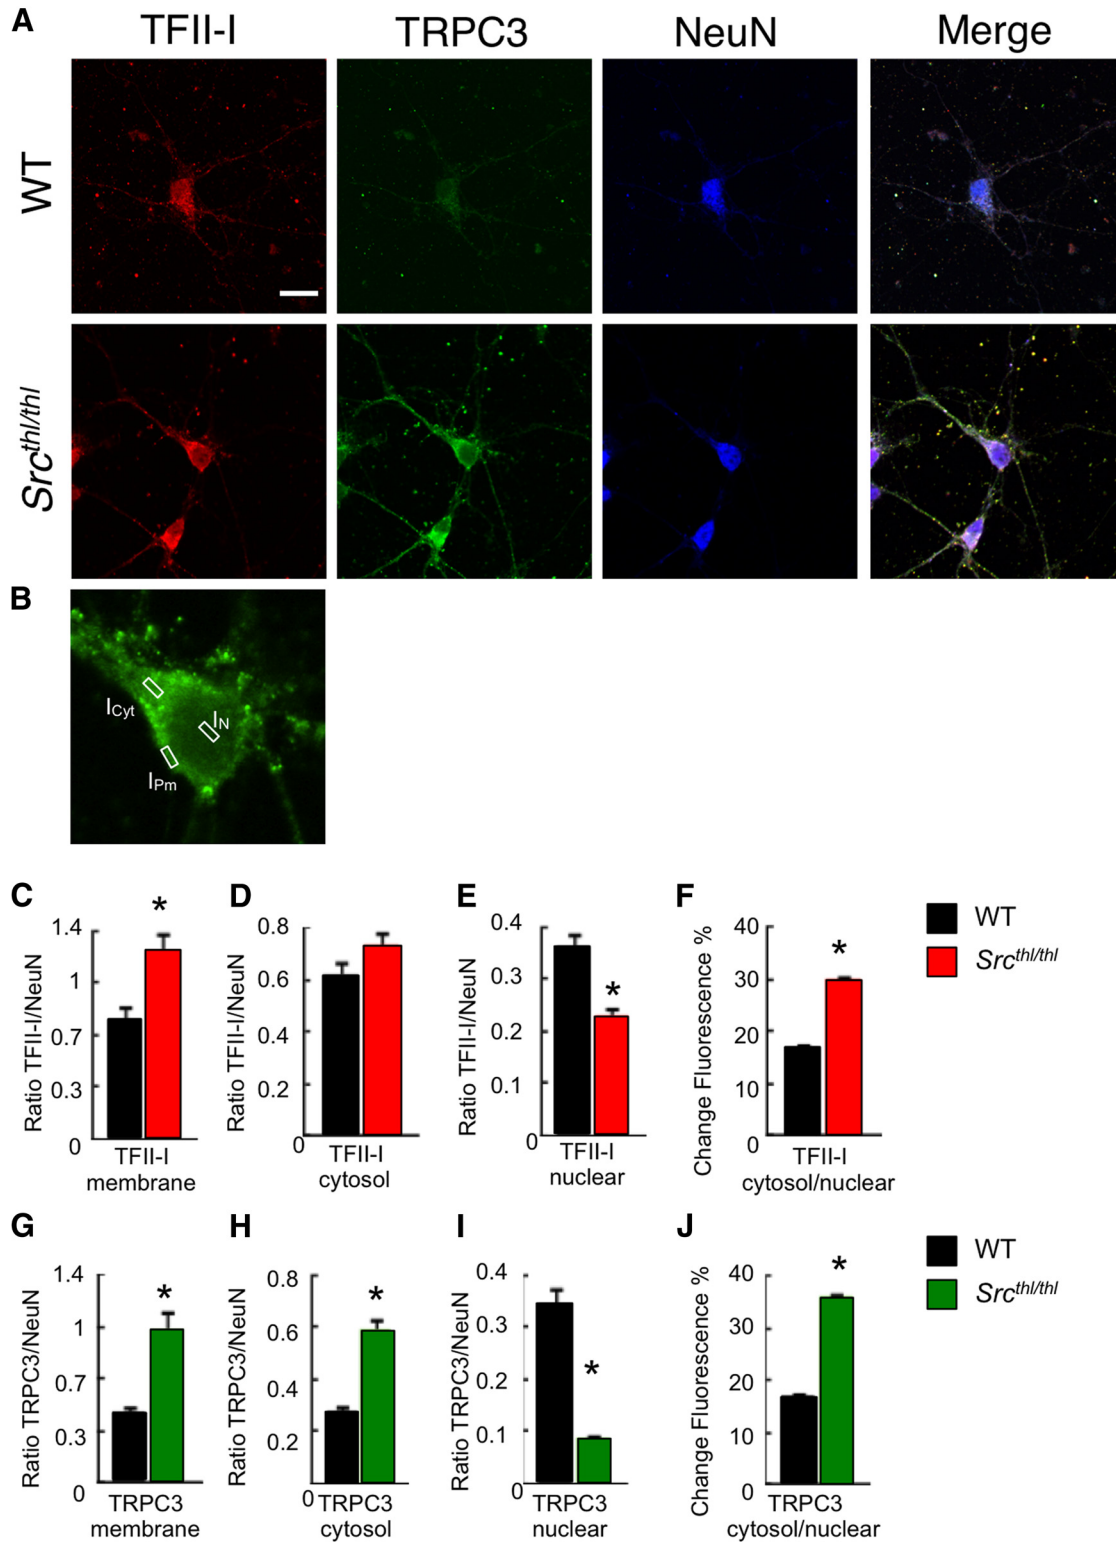 A
TFII-I
TRPC3
NeuN
Merge
WT
Src^thl/thl
B
I_Cyt
I_N
I_Pm
C
Ratio TFII-I/NeuN
1.4
1
0.7
0.3
0
*
TFII-I
membrane
D
Ratio TFII-I/NeuN
0.8
0.6
0.4
0.2
0
TFII-I
cytosol
E
Ratio TFII-I/NeuN
0.4
0.3
0.2
0.1
0
*
TFII-I
nuclear
F
Change Fluorescence %
40
30
20
10
0
*
TFII-I
cytosol/nuclear
WT
Src^thl/thl
G
Ratio TRPC3/NeuN
1.4
1
0.7
0.3
0
*
TRPC3
membrane
H
Ratio TRPC3/NeuN
0.8
0.6
0.4
0.2
0
*
TRPC3
cytosol
I
Ratio TRPC3/NeuN
0.4
0.3
0.2
0.1
0
*
TRPC3
nuclear
J
Change Fluorescence %
40
30
20
10
0
*
TRPC3
cytosol/nuclear
WT
Src^thl/thl